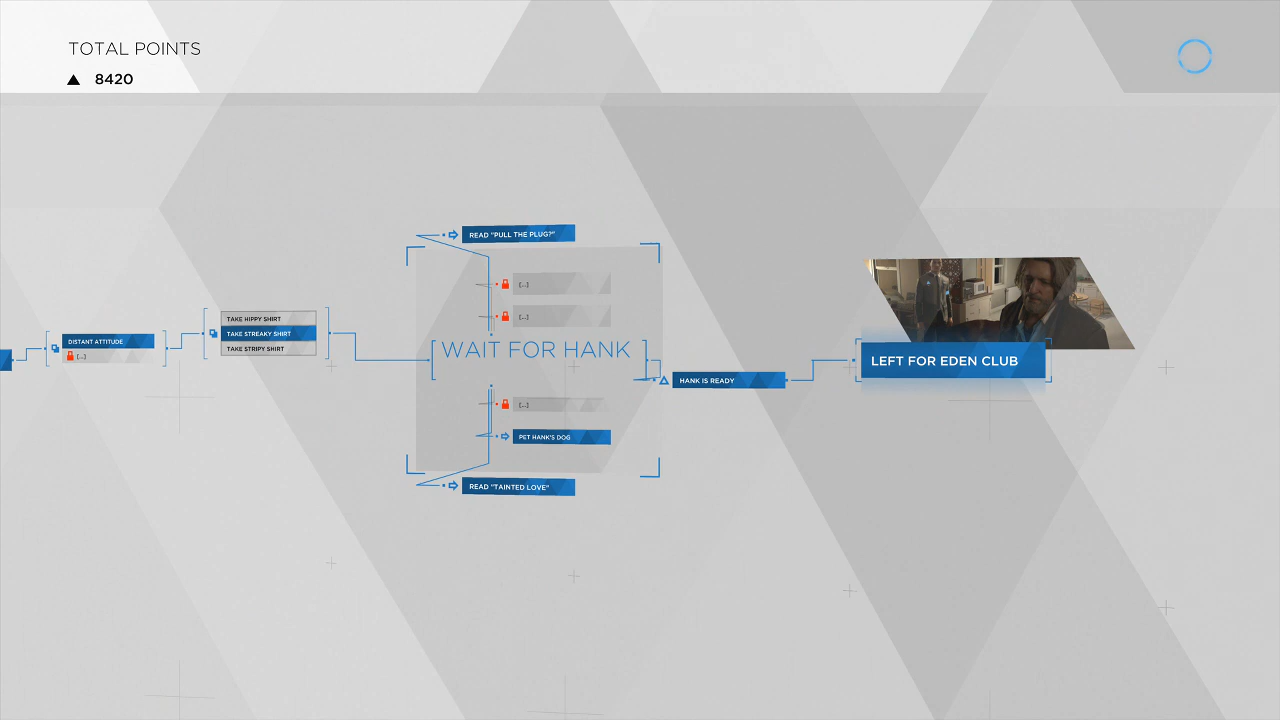 TOTAL POINTS
8420
DISTANT ATTITUDE
[...]
TAKE HIPPY SHIRT
TAKE STREAKY SHIRT
TAKE STRIPY SHIRT
READ "PULL THE PLUG?"
[...]
[...]
WAIT FOR HANK
[...]
PET HANK'S DOG
READ "TAINTED LOVE"
HANK IS READY
LEFT FOR EDEN CLUB